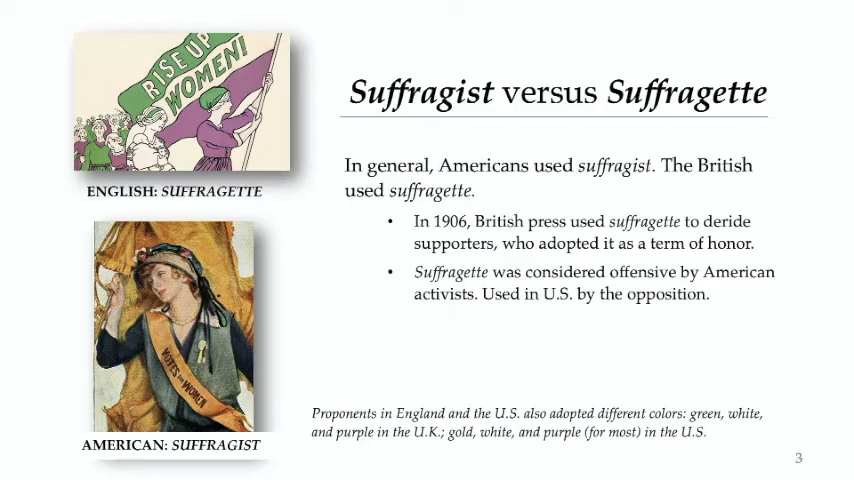 RISE UP
WOMEN!
ENGLISH: SUFFRAGETTE
VOTES FOR WOMEN
AMERICAN: SUFFRAGIST
Suffragist versus Suffragette
In general, Americans used suffragist. The British
used suffragette.
• In 1906, British press used suffragette to deride
supporters, who adopted it as a term of honor.
• Suffragette was considered offensive by American
activists. Used in U.S. by the opposition.
Proponents in England and the U.S. also adopted different colors: green, white,
and purple in the U.K.; gold, white, and purple (for most) in the U.S.
3